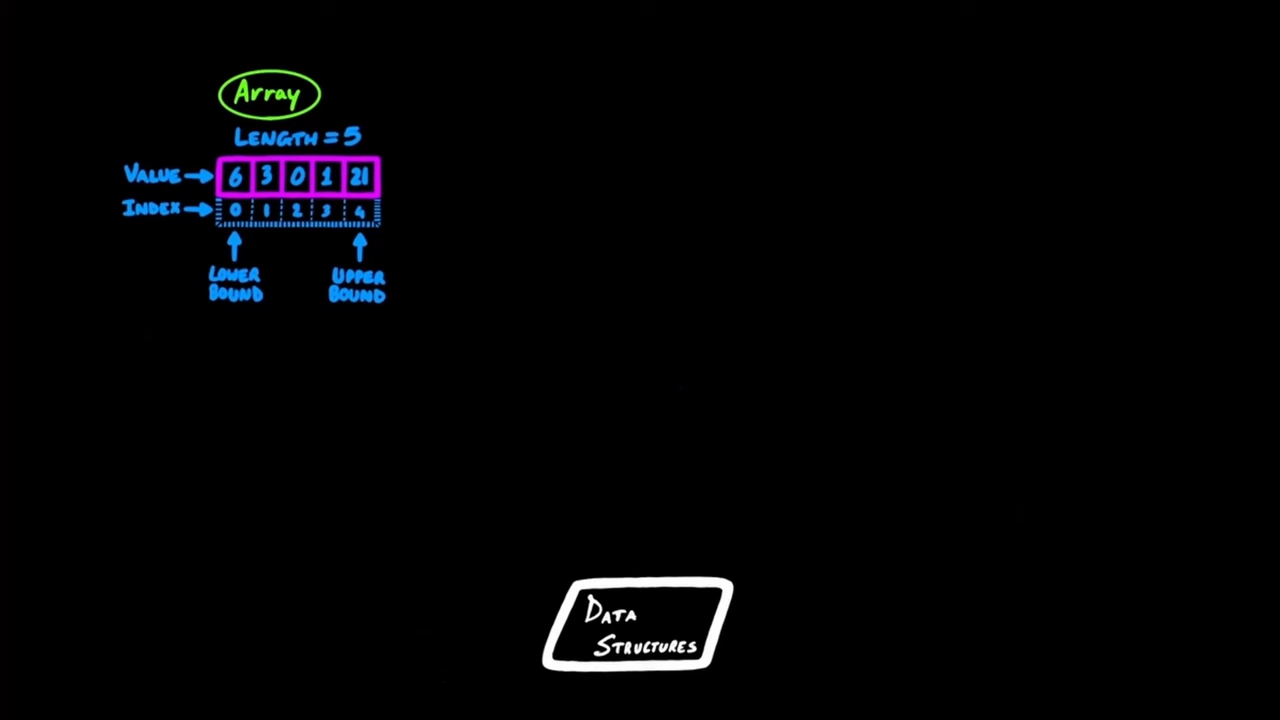 Array
LENGTH = 5
VALUE → 6 3 0 1 21
INDEX → 0 1 2 3 4
LOWER BOUND UPPER BOUND
DATA
STRUCTURES